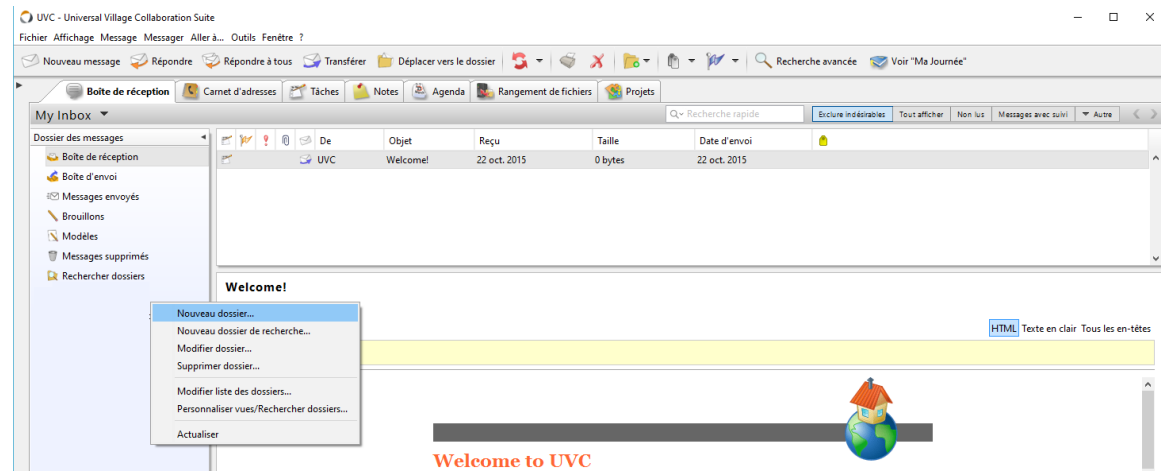 UVC - Universal Village Collaboration Suite
Fichier Affichage Message Messager Aller à... Outils Fenêtre ?
Nouveau message Répondre Répondre à tous Transférer Déplacer vers le dossier Recherche avancée Voir "Ma Journée"
Boîte de réception Carnet d'adresses Tâches Notes Agenda Rangement de fichiers Projets
My Inbox Recherche rapide Exclure indésirables Tout afficher Non lus Messages avec suivi Autre
Dossier des messages De Objet Reçu Taille Date d'envoi
Boîte de réception UVC Welcome! 22 oct. 2015 0 bytes 22 oct. 2015
Boîte d'envoi
Messages envoyés
Brouillons
Modèles
Messages supprimés
Rechercher dossiers
Welcome!
Nouveau dossier...
Nouveau dossier de recherche...
Modifier dossier...
Supprimer dossier...
Modifier liste des dossiers...
Personnaliser vues/Rechercher dossiers...
Actualiser
HTML Texte en clair Tous les en-têtes
Welcome to UVC